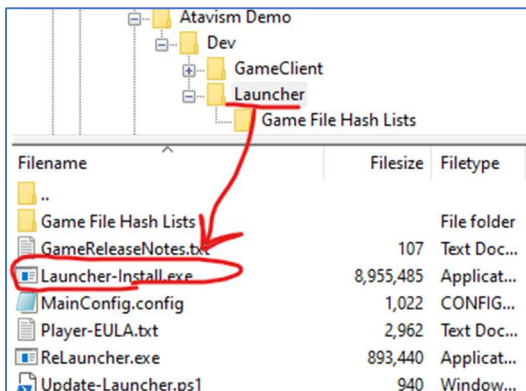 Atavism Demo
Dev
GameClient
Launcher
Game File Hash Lists
Filename Filesize Filetype
..
Game File Hash Lists File folder
GameReleaseNotes.txt 107 Text Doc...
Launcher-Install.exe 8,955,485 Applicat...
MainConfig.config 1,022 CONFIG...
Player-EULA.txt 2,962 Text Doc...
ReLauncher.exe 893,440 Applicat...
Update-Launcher.ps1 940 Window...